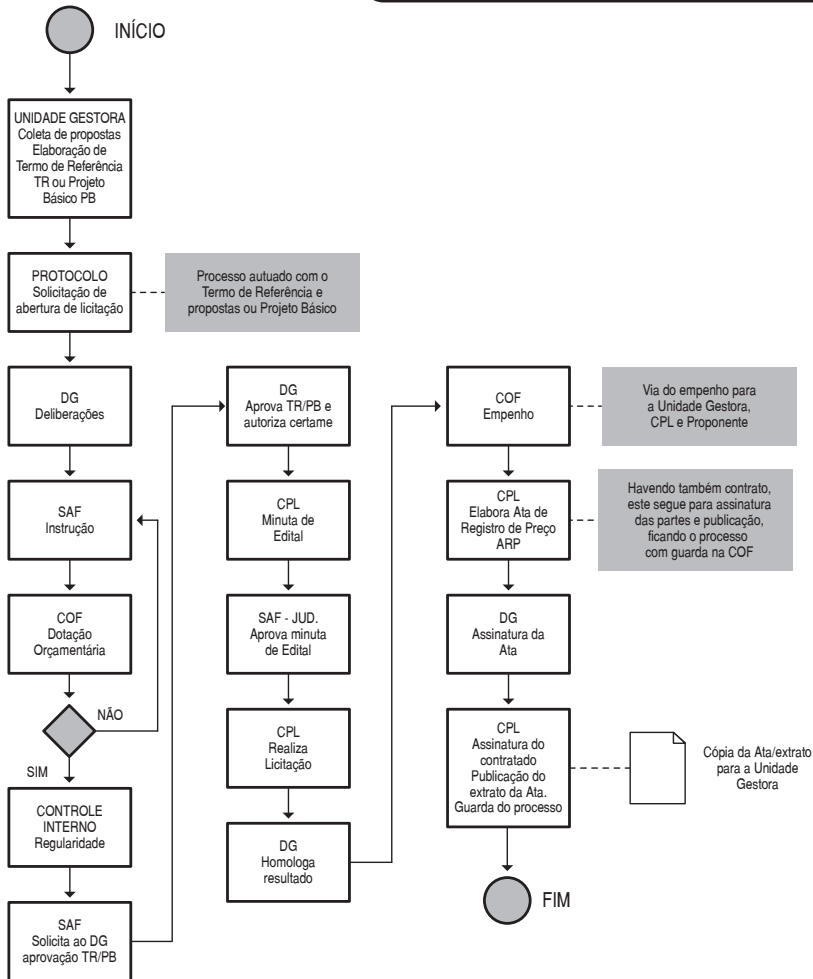 INÍCIO
UNIDADE GESTORA
Coleta de propostas
Elaboração de
Termo de Referência
TR ou Projeto
Básico PB
PROTOCOLO
Solicitação de
abertura de licitação
Processo autuado com o
Termo de Referência e
propostas ou Projeto Básico
DG
Deliberações
SAF
Instrução
COF
Dotação
Orçamentária
NÃO
SIM
CONTROLE
INTERNO
Regularidade
SAF
Solicita ao DG
aprovação TR/PB
DG
Aprova TR/PB e
autoriza certame
CPL
Minuta de
Edital
SAF - JUD.
Aprova minuta
de Edital
CPL
Realiza
Licitação
DG
Homologa
resultado
COF
Empenho
Via do empenho para
a Unidade Gestora,
CPL e Proponente
CPL
Elabora Ata de
Registro de Preço
ARP
Havendo também contrato,
este segue para assinatura
das partes e publicação,
ficando o processo
com guarda na COF
DG
Assinatura da
Ata
CPL
Assinatura do
contratado
Publicação do
extrato da Ata.
Guarda do processo
Cópia da Ata/extrato
para a Unidade
Gestora
FIM